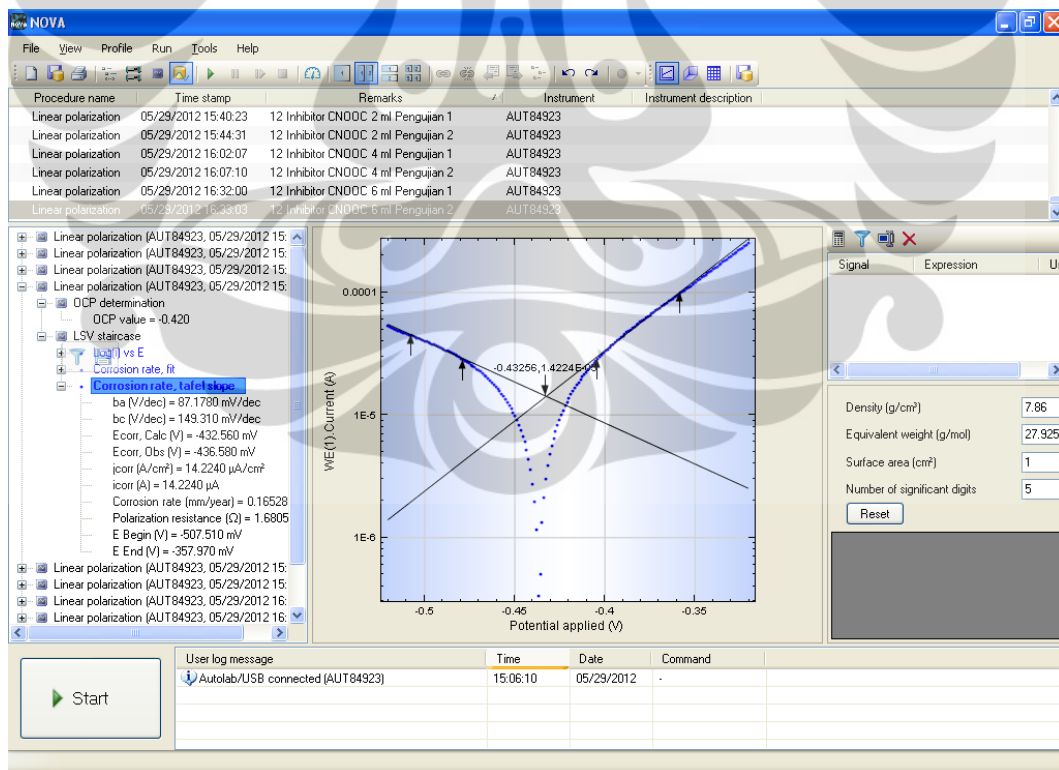 NOVA
File View Profile Run Tools Help
Procedure name Time stamp Remarks Instrument Instrument description
Linear polarization 05/29/2012 15:40:23 12 Inhibitor CNOOC 2 ml Pengujian 1 AUT84923
Linear polarization 05/29/2012 15:44:31 12 Inhibitor CNOOC 2 ml Pengujian 2 AUT84923
Linear polarization 05/29/2012 16:02:07 12 Inhibitor CNOOC 4 ml Pengujian 1 AUT84923
Linear polarization 05/29/2012 16:07:10 12 Inhibitor CNOOC 4 ml Pengujian 2 AUT84923
Linear polarization 05/29/2012 16:32:00 12 Inhibitor CNOOC 6 ml Pengujian 1 AUT84923
Linear polarization 05/29/2012 16:33:03 12 Inhibitor CNOOC 6 ml Pengujian 2 AUT84923
Linear polarization (AUT84923, 05/29/2012 15:
Linear polarization (AUT84923, 05/29/2012 15:
Linear polarization (AUT84923, 05/29/2012 15:
Linear polarization (AUT84923, 05/29/2012 15:
OCP determination
OCP value = -0.420
LSV staircase
Log(i) vs E
Corrosion rate, fit
Corrosion rate, tafel slope
ba (V/dec) = 87.1780 mV/dec
bc (V/dec) = 149.310 mV/dec
Ecorr, Calc (V) = -432.560 mV
Ecorr, Obs (V) = -436.580 mV
jcorr (A/cm²) = 14.2240 µA/cm²
icorr (A) = 14.2240 µA
Corrosion rate (mm/year) = 0.16528
Polarization resistance (Ω) = 1.6805
E Begin (V) = -507.510 mV
E End (V) = -357.970 mV
Linear polarization (AUT84923, 05/29/2012 15:
Linear polarization (AUT84923, 05/29/2012 15:
Linear polarization (AUT84923, 05/29/2012 16:
Linear polarization (AUT84923, 05/29/2012 16:
WE(1).Current (A)
0.0001
1E-5
1E-6
-0.43256,1.4224E-05
-0.5 -0.45 -0.4 -0.35
Potential applied (V)
Signal Expression U
Density (g/cm³) 7.86
Equivalent weight (g/mol) 27.925
Surface area (cm²) 1
Number of significant digits 5
Reset
Start
User log message Time Date Command
Autolab/USB connected (AUT84923) 15:06:10 05/29/2012 -